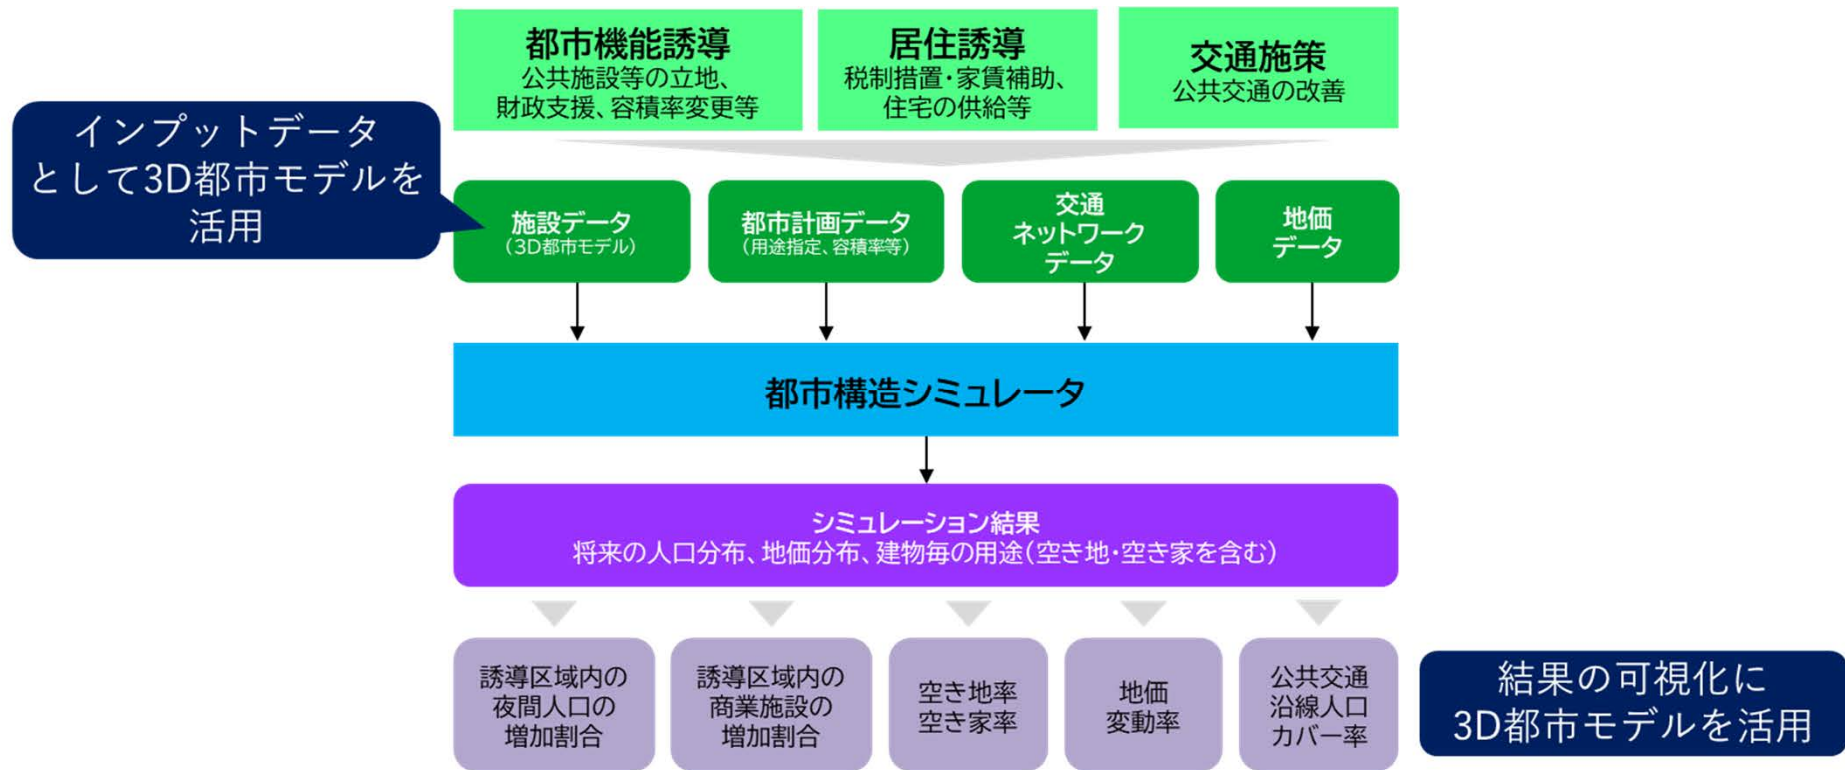 都市機能誘導
公共施設等の立地、
財政支援、容積率変更等
居住誘導
税制措置・家賃補助、
住宅の供給等
交通施策
公共交通の改善
インプットデータ
として3D都市モデルを
活用
施設データ
(3D都市モデル)
都市計画データ
(用途指定、容積率等)
交通
ネットワーク
データ
地価
データ
都市構造シミュレータ
シミュレーション結果
将来の人口分布、地価分布、建物毎の用途(空き地・空き家を含む)
誘導区域内の
夜間人口の
増加割合
誘導区域内の
商業施設の
増加割合
空き地率
空き家率
地価
変動率
公共交通
沿線人口
カバー率
結果の可視化に
3D都市モデルを活用